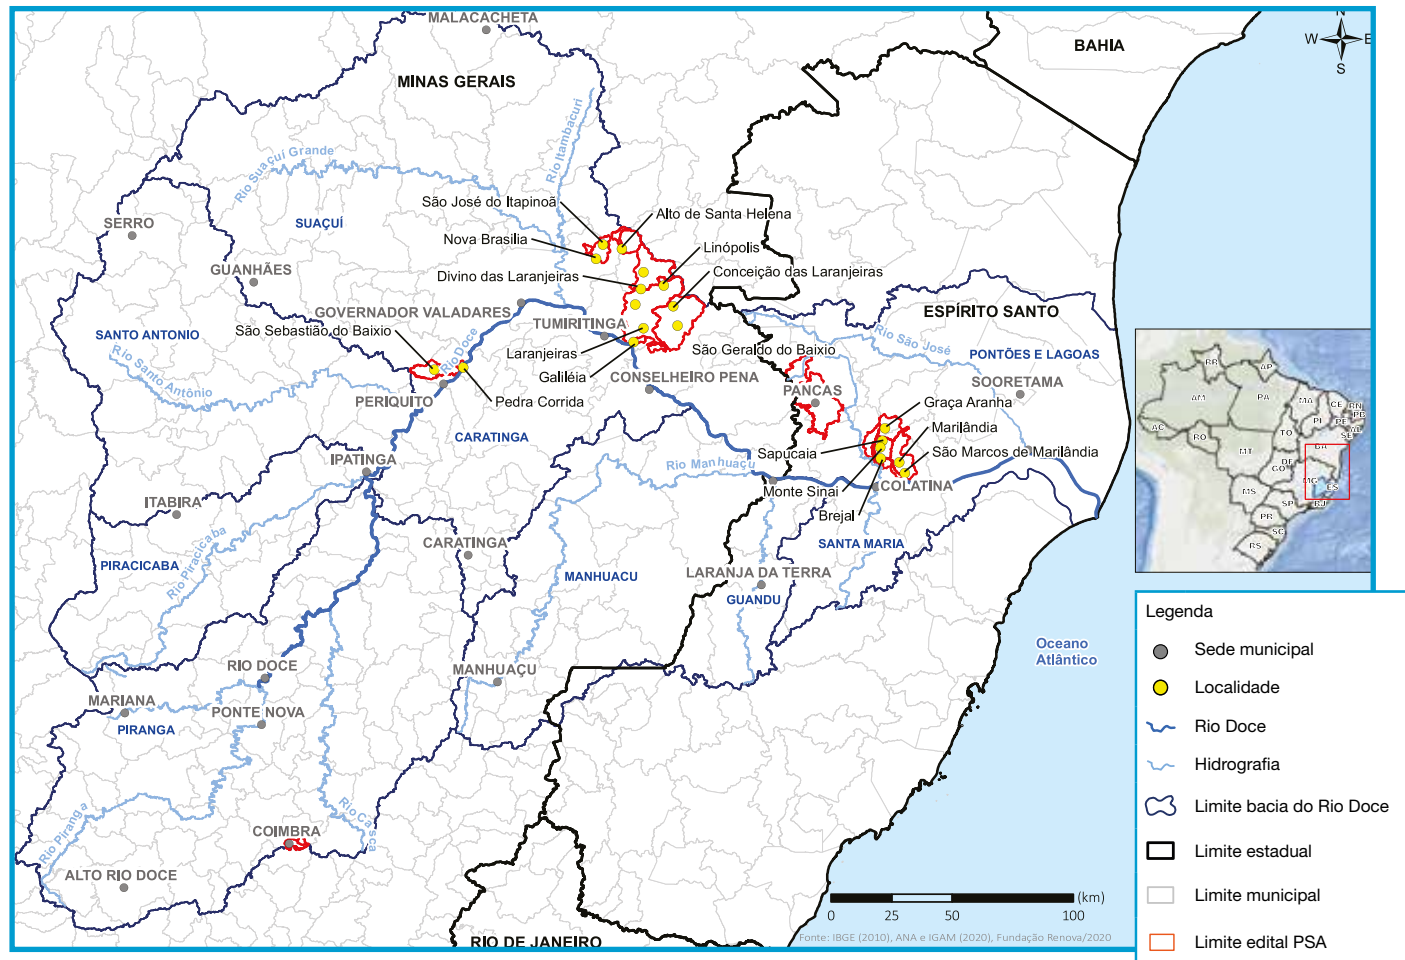 MALACACHETA
BAHIA
N
W
E
S
MINAS GERAIS
Rio Itambacuri
Rio Suaçuí Grande
São José do Itapinoã
Alto de Santa Helena
SERRO
SUAÇUÍ
Nova Brasilia
Linópolis
GUANHÃES
Divino das Laranjeiras
Conceição das Laranjeiras
GOVERNADOR VALADARES
ESPÍRITO SANTO
SANTO ANTONIO
São Sebastião do Baixio
TUMIRITINGA
Rio Doce
Rio São José
Laranjeiras
São Geraldo do Baixio
PONTÕES E LAGOAS
Rio Santo Antônio
Galiléia
CONSELHEIRO PENA
PANCAS
SOORETAMA
PERIQUITO
Pedra Corrida
Graça Aranha
CARATINGA
Marilândia
Sapucaia
São Marcos de Marilândia
IPATINGA
Rio Manhuaçu
Monte Sinai
COLATINA
ITABIRA
Brejal
Rio Piracicaba
CARATINGA
SANTA MARIA
PIRACICABA
MANHUACU
LARANJA DA TERRA
GUANDU
RIO DOCE
MANHUAÇU
Oceano
Atlântico
MARIANA
PONTE NOVA
PIRANGA
Rio Casca
Rio Piranga
COIMBRA
ALTO RIO DOCE
RIO DE JANEIRO
(km)
0 25 50 100
Fonte: IBGE (2010), ANA e IGAM (2020), Fundação Renova/2020
RR
AP
AM
PA
MA
CE
RN
PB
PI
PE
AL
SE
AC
RO
TO
BA
MT
DF
GO
MG
ES
MS
SP
RJ
PR
SC
RS
Legenda
Sede municipal
Localidade
Rio Doce
Hidrografia
Limite bacia do Rio Doce
Limite estadual
Limite municipal
Limite edital PSA